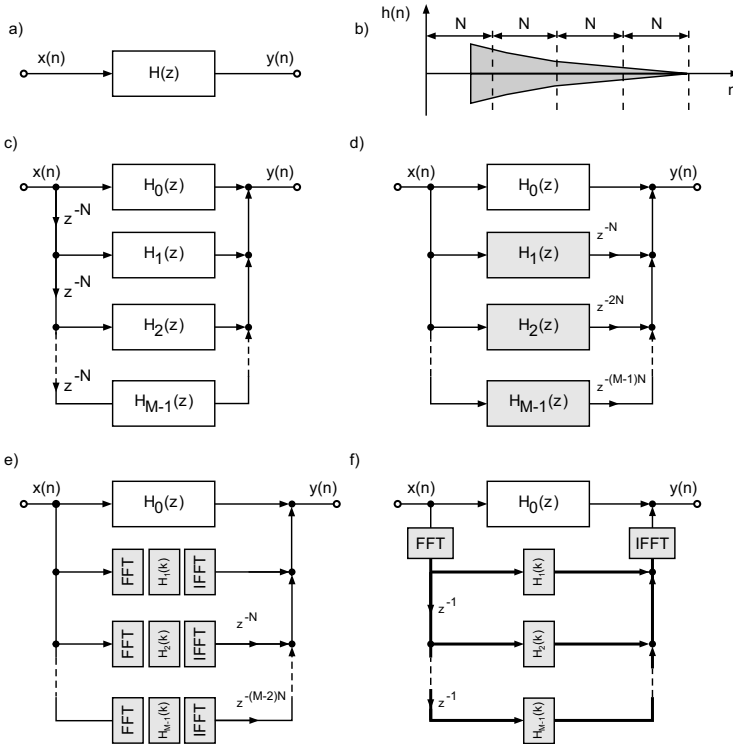 a)
x(n) H(z) y(n)
b)
h(n)
N N N N
n
c)
x(n) H0(z) y(n)
z-N
H1(z)
z-N
H2(z)
z-N
HM-1(z)
d)
x(n) H0(z) y(n)
H1(z) z-N
H2(z) z-2N
HM-1(z) z-(M-1)N
e)
x(n) H0(z) y(n)
FFT H1(k) IFFT
FFT H2(k) IFFT z-N
FFT HM-1(k) IFFT z-(M-2)N
f)
x(n) H0(z) y(n)
FFT IFFT
H1(k)
z-1
H2(k)
z-1
HM-1(k)